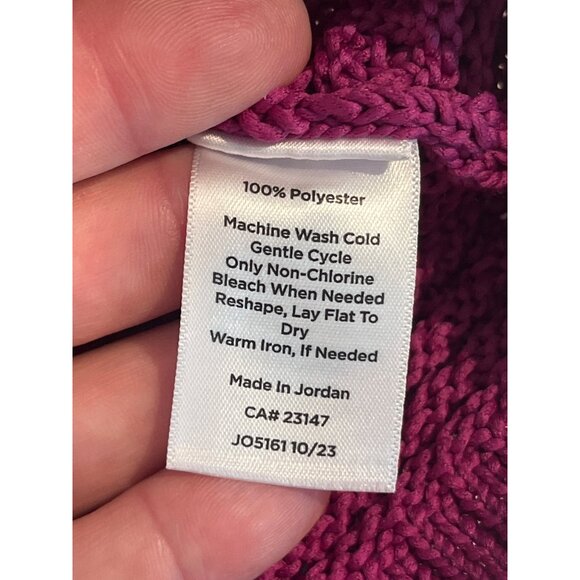 100% Polyester
Machine Wash Cold
Gentle Cycle
Only Non-Chlorine
Bleach When Needed
Reshape, Lay Flat To
Dry
Warm Iron, If Needed
Made In Jordan
CA# 23147
JO5161 10/23